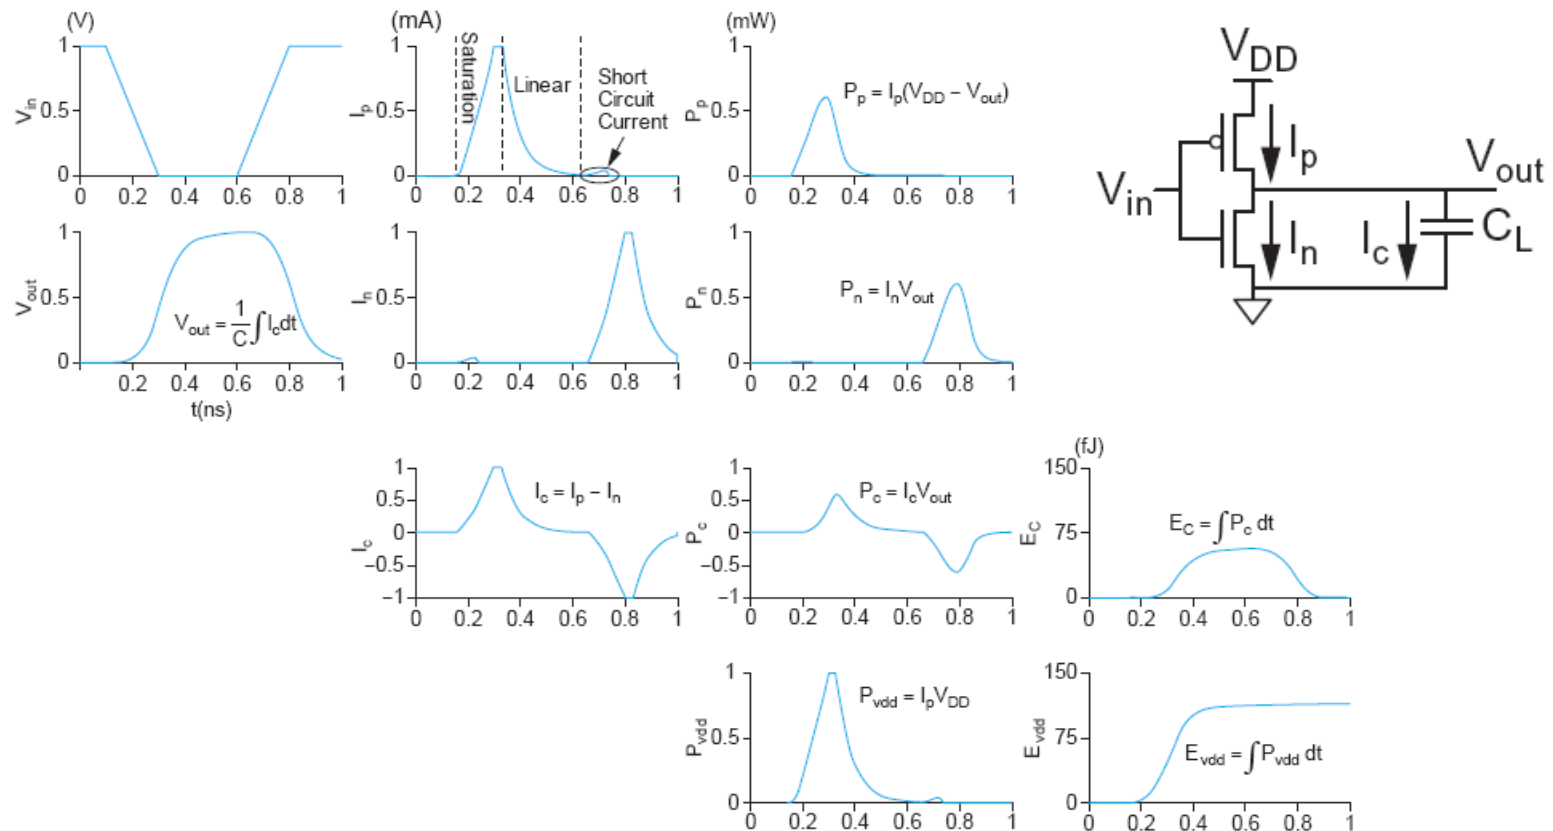 (V)
1
0.5
0
V_in
0 0.2 0.4 0.6 0.8 1
(mA)
1
0.5
0
I_p
Saturation
Linear
Short
Circuit
Current
0 0.2 0.4 0.6 0.8 1
(mW)
1
0.5
0
P_p
P_p = I_p(V_DD – V_out)
0 0.2 0.4 0.6 0.8 1
V_DD
I_p
V_out
V_in
I_n
I_c
C_L
1
0.5
0
V_out
V_out = 1/C ∫ I_c dt
0.2 0.4 0.6 0.8 1
t(ns)
1
0.5
0
I_n
0 0.2 0.4 0.6 0.8 1
1
0.5
0
P_n
P_n = I_nV_out
0 0.2 0.4 0.6 0.8 1
1
0.5
0
–0.5
–1
I_c
I_c = I_p – I_n
0 0.2 0.4 0.6 0.8 1
1
0.5
0
–0.5
–1
P_c
P_c = I_cV_out
0 0.2 0.4 0.6 0.8 1
(fJ)
150
75
0
E_C
E_C = ∫ P_c dt
0 0.2 0.4 0.6 0.8 1
1
0.5
0
P_vdd
P_vdd = I_pV_DD
0 0.2 0.4 0.6 0.8 1
150
75
0
E_vdd
E_vdd = ∫ P_vdd dt
0 0.2 0.4 0.6 0.8 1